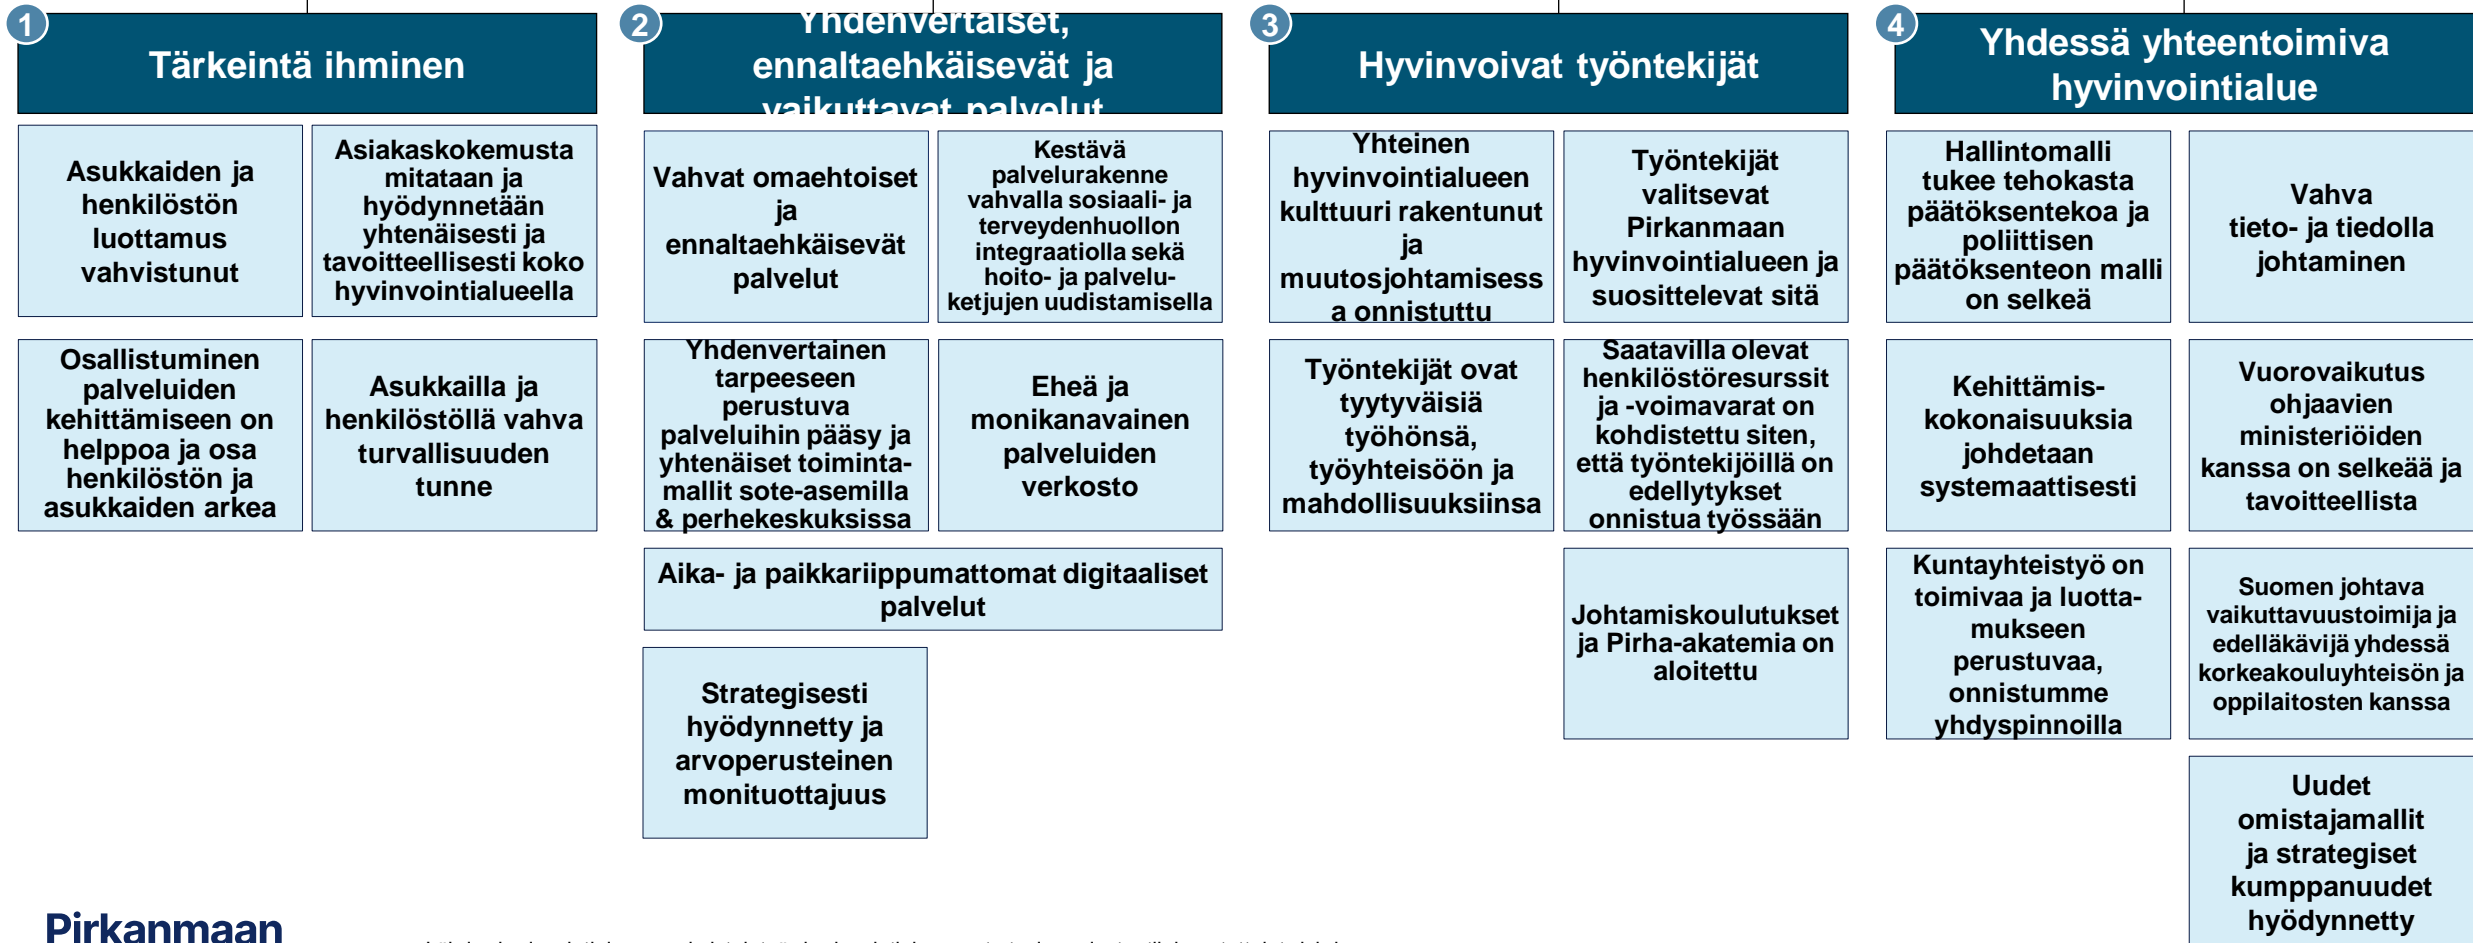 1
Tärkeintä ihminen
Asukkaiden ja
henkilöstön
luottamus
vahvistunut
Asiakaskokemusta
mitataan ja
hyödynnetään
yhtenäisesti ja
tavoitteellisesti koko
hyvinvointialueella
Osallistuminen
palveluiden
kehittämiseen on
helppoa ja osa
henkilöstön ja
asukkaiden arkea
Asukkailla ja
henkilöstöllä vahva
turvallisuuden
tunne
2
Yhdenvertaiset,
ennaltaehkäisevät ja
vaikuttavat palvelut
Vahvat omaehtoiset
ja
ennaltaehkäisevät
palvelut
Kestävä
palvelurakenne
vahvalla sosiaali- ja
terveydenhuollon
integraatiolla sekä
hoito- ja palvelu-
ketjujen uudistamisella
Yhdenvertainen
tarpeeseen
perustuva
palveluihin pääsy ja
yhtenäiset toiminta-
mallit sote-asemilla
& perhekeskuksissa
Eheä ja
monikanavainen
palveluiden
verkosto
Aika- ja paikkariippumattomat digitaaliset
palvelut
Strategisesti
hyödynnetty ja
arvoperusteinen
monituottajuus
3
Hyvinvoivat työntekijät
Yhteinen
hyvinvointialueen
kulttuuri rakentunut
ja
muutosjohtamisess
a onnistuttu
Työntekijät
valitsevat
Pirkanmaan
hyvinvointialueen ja
suosittelevat sitä
Työntekijät ovat
tyytyväisiä
työhönsä,
työyhteisöön ja
mahdollisuuksiinsa
Saatavilla olevat
henkilöstöresurssit
ja -voimavarat on
kohdistettu siten,
että työntekijöillä on
edellytykset
onnistua työssään
Johtamiskoulutukset
ja Pirha-akatemia on
aloitettu
4
Yhdessä yhteentoimiva
hyvinvointialue
Hallintomalli
tukee tehokasta
päätöksentekoa ja
poliittisen
päätöksenteon malli
on selkeä
Vahva
tieto- ja tiedolla
johtaminen
Kehittämis-
kokonaisuuksia
johdetaan
systemaattisesti
Vuorovaikutus
ohjaavien
ministeriöiden
kanssa on selkeää ja
tavoitteellista
Kuntayhteistyö on
toimivaa ja luotta-
mukseen
perustuvaa,
onnistumme
yhdyspinnoilla
Suomen johtava
vaikuttavuustoimija ja
edelläkävijä yhdessä
korkeakouluyhteisön ja
oppilaitosten kanssa
Uudet
omistajamallit
ja strategiset
kumppanuudet
hyödynnetty
Pirkanmaan